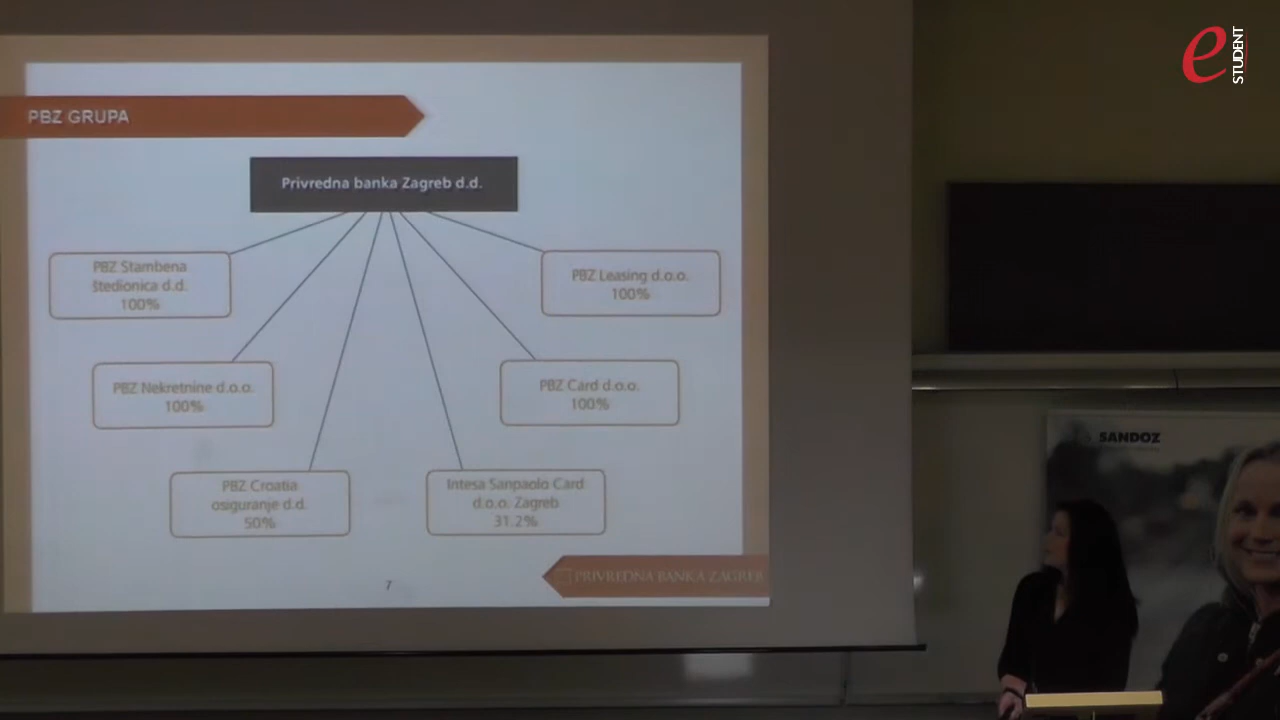 e
STUDENT
PBZ GRUPA
Privredna banka Zagreb d.d.
PBZ Stambena
štedionica d.d.
100%
PBZ Leasing d.o.o.
100%
PBZ Nekretnine d.o.o.
100%
PBZ Card d.o.o.
100%
PBZ Croatia
osiguranje d.d.
50%
Intesa Sanpaolo Card
d.o.o. Zagreb
31.2%
7
PRIVREDNA BANKA ZAGREB
SANDOZ